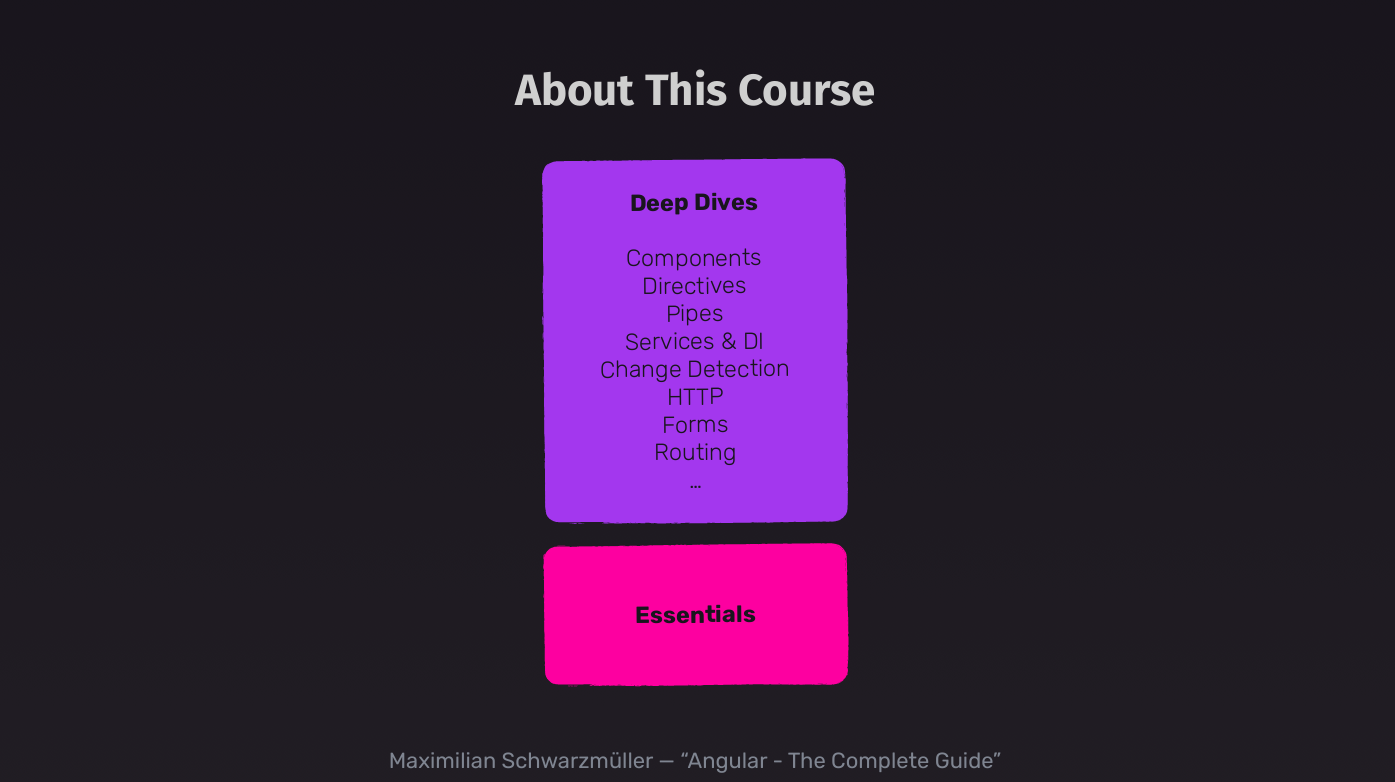 About This Course
Deep Dives
Components
Directives
Pipes
Services & DI
Change Detection
HTTP
Forms
Routing
…
Essentials
Maximilian Schwarzmüller — “Angular - The Complete Guide”